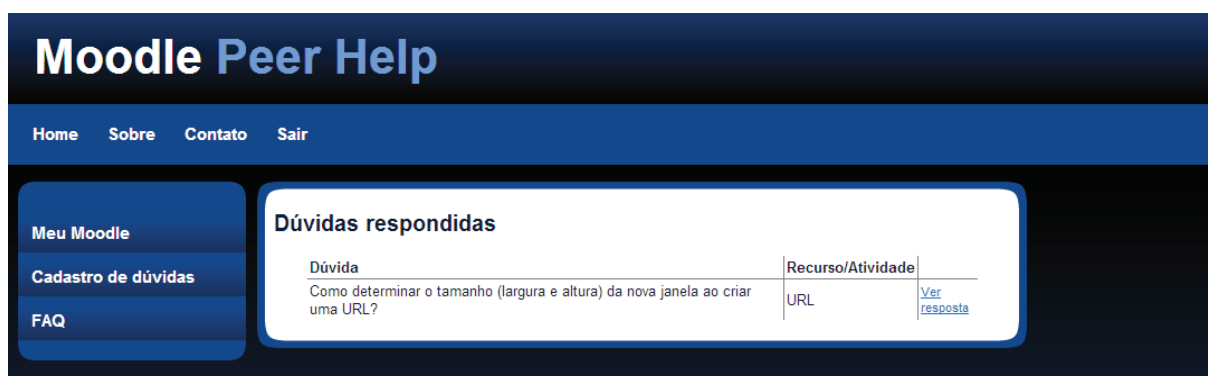 Moodle Peer Help
Home Sobre Contato Sair
Meu Moodle
Cadastro de dúvidas
FAQ
Dúvidas respondidas
Dúvida Recurso/Atividade
Como determinar o tamanho (largura e altura) da nova janela ao criar
uma URL?
URL
Ver
resposta